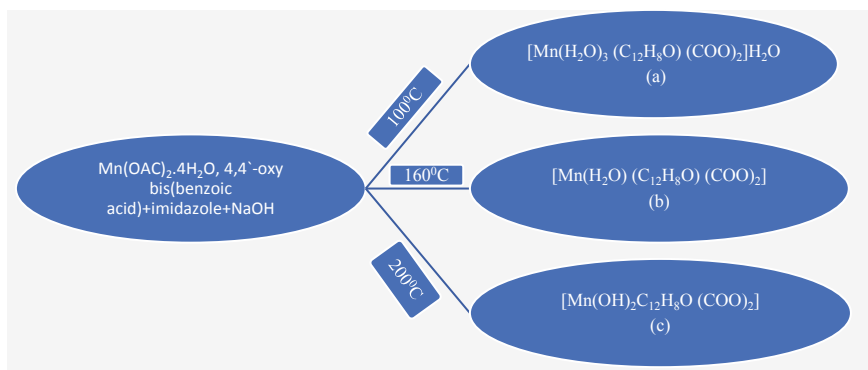 Mn(OAC)₂.4H₂O, 4,4`-oxy
bis(benzoic
acid)+imidazole+NaOH
100⁰C
[Mn(H₂O)₃ (C₁₂H₈O) (COO)₂]H₂O
(a)
160⁰C
[Mn(H₂O) (C₁₂H₈O) (COO)₂]
(b)
200⁰C
[Mn(OH)₂C₁₂H₈O (COO)₂]
(c)